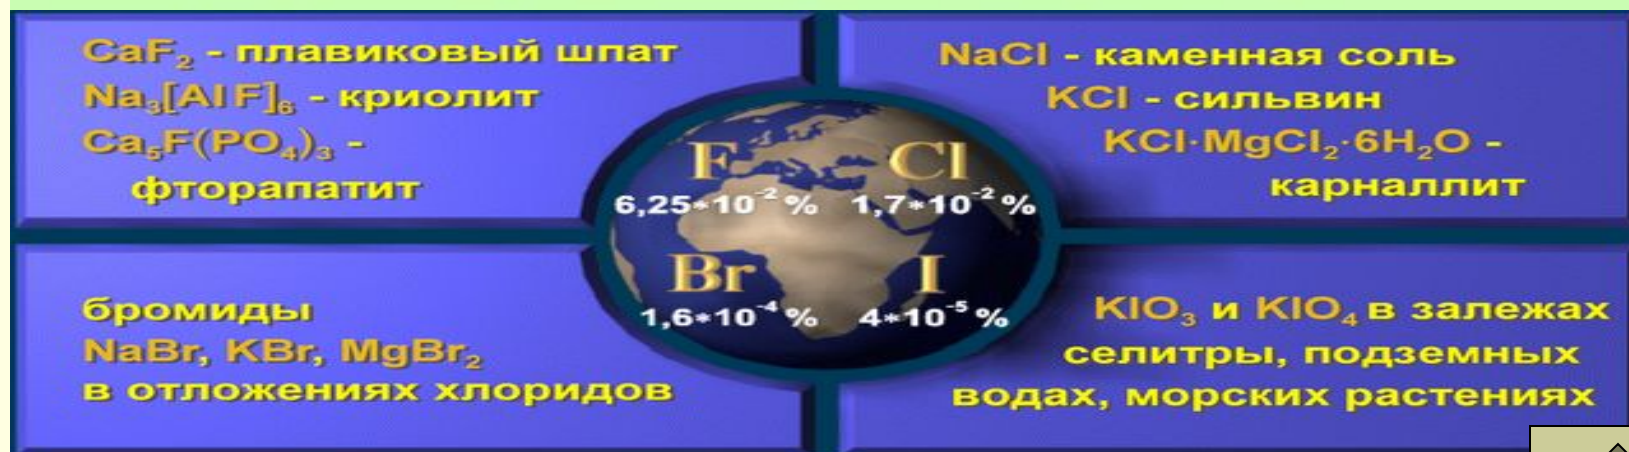 CaF₂ - плавиковый шпат
Na₃[Al F]₆ - криолит
Ca₅F(PO₄)₃ -
фторапатит
NaCl - каменная соль
KCl - сильвин
KCl·MgCl₂·6H₂O -
карналлит
F Cl
6,25*10⁻² % 1,7*10⁻² %
Br I
1,6*10⁻⁴ % 4*10⁻⁵ %
бромиды
NaBr, KBr, MgBr₂
в отложениях хлоридов
KIO₃ и KIO₄ в залежах
селитры, подземных
водах, морских растениях